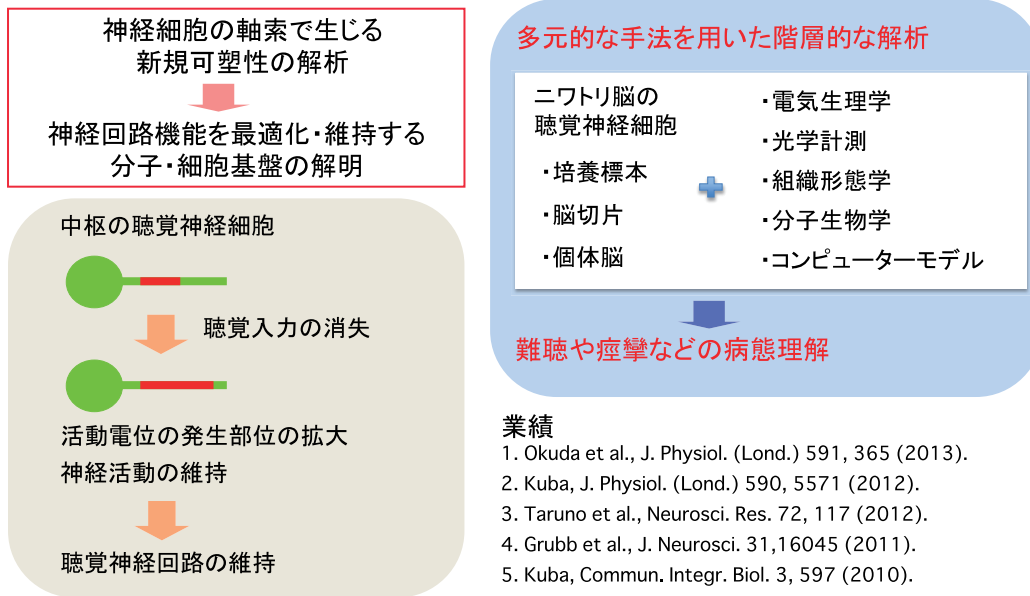 神経細胞の軸索で生じる
新規可塑性の解析
神経回路機能を最適化・維持する
分子・細胞基盤の解明
中枢の聴覚神経細胞
聴覚入力の消失
活動電位の発生部位の拡大
神経活動の維持
聴覚神経回路の維持
多元的な手法を用いた階層的な解析
ニワトリ脳の
聴覚神経細胞
・培養標本
・脳切片
・個体脳
・電気生理学
・光学計測
・組織形態学
・分子生物学
・コンピューターモデル
難聴や痙攣などの病態理解
業績
1. Okuda et al., J. Physiol. (Lond.) 591, 365 (2013).
2. Kuba, J. Physiol. (Lond.) 590, 5571 (2012).
3. Taruno et al., Neurosci. Res. 72, 117 (2012).
4. Grubb et al., J. Neurosci. 31,16045 (2011).
5. Kuba, Commun. Integr. Biol. 3, 597 (2010).